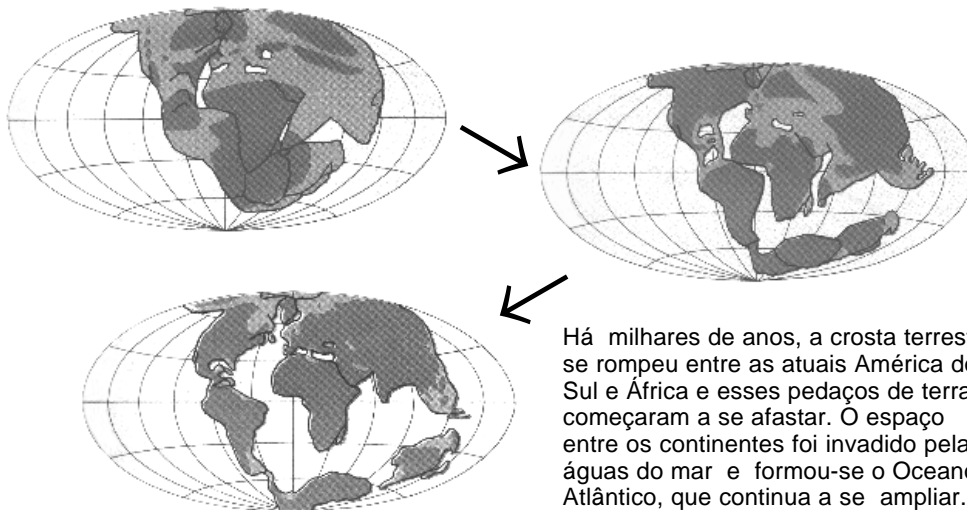 Há milhares de anos, a crosta terrest
se rompeu entre as atuais América d
Sul e África e esses pedaços de terra
começaram a se afastar. O espaço
entre os continentes foi invadido pela
águas do mar e formou-se o Oceano
Atlântico, que continua a se ampliar.